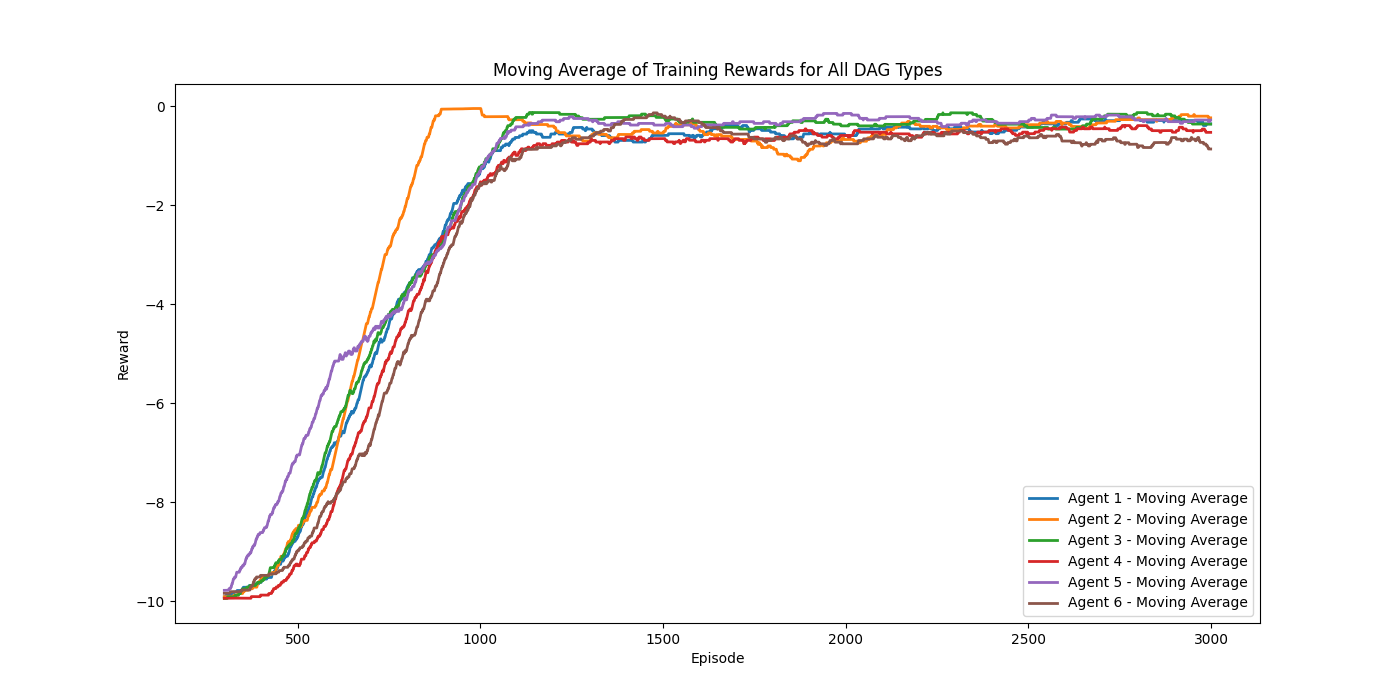 Moving Average of Training Rewards for All DAG Types
Reward
0
−2
−4
−6
−8
−10
500
1000
1500
2000
2500
3000
Episode
Agent 1 - Moving Average
Agent 2 - Moving Average
Agent 3 - Moving Average
Agent 4 - Moving Average
Agent 5 - Moving Average
Agent 6 - Moving Average